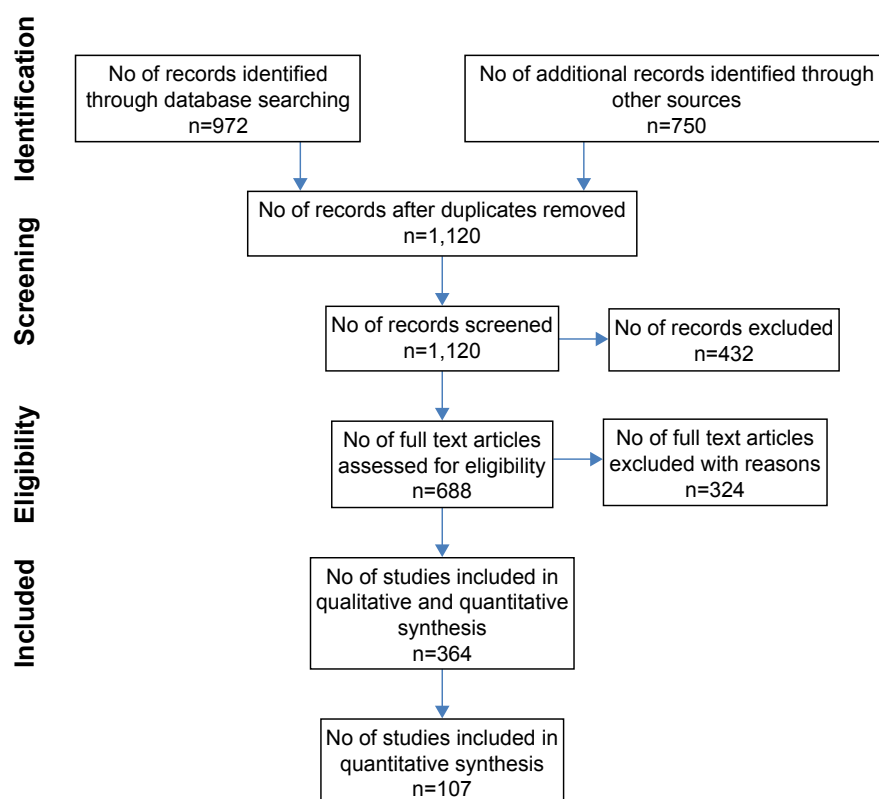 Identification
No of records identified
through database searching
n=972
No of additional records identified through
other sources
n=750
Screening
No of records after duplicates removed
n=1,120
No of records screened
n=1,120
No of records excluded
n=432
Eligibility
No of full text articles
assessed for eligibility
n=688
No of full text articles
excluded with reasons
n=324
Included
No of studies included in
qualitative and quantitative
synthesis
n=364
No of studies included in
quantitative synthesis
n=107